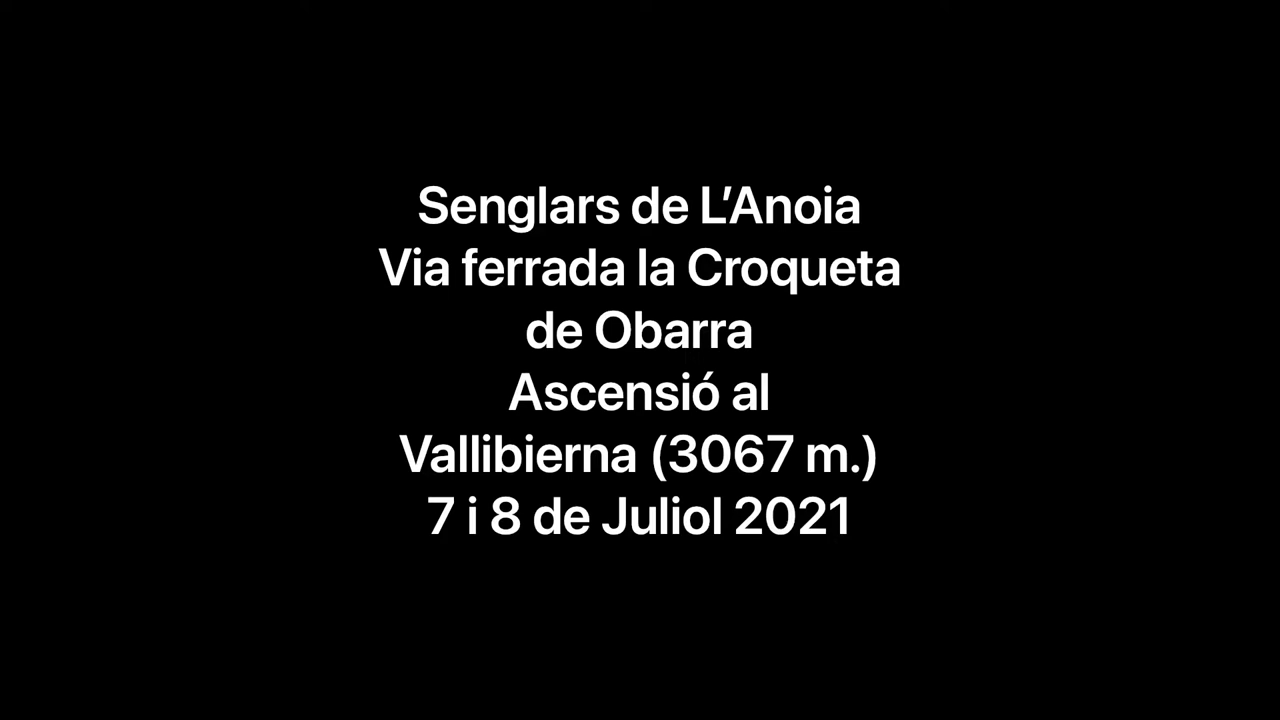 Senglars de L’Anoia
Via ferrada la Croqueta
de Obarra
Ascensió al
Vallibierna (3067 m.)
7 i 8 de Juliol 2021